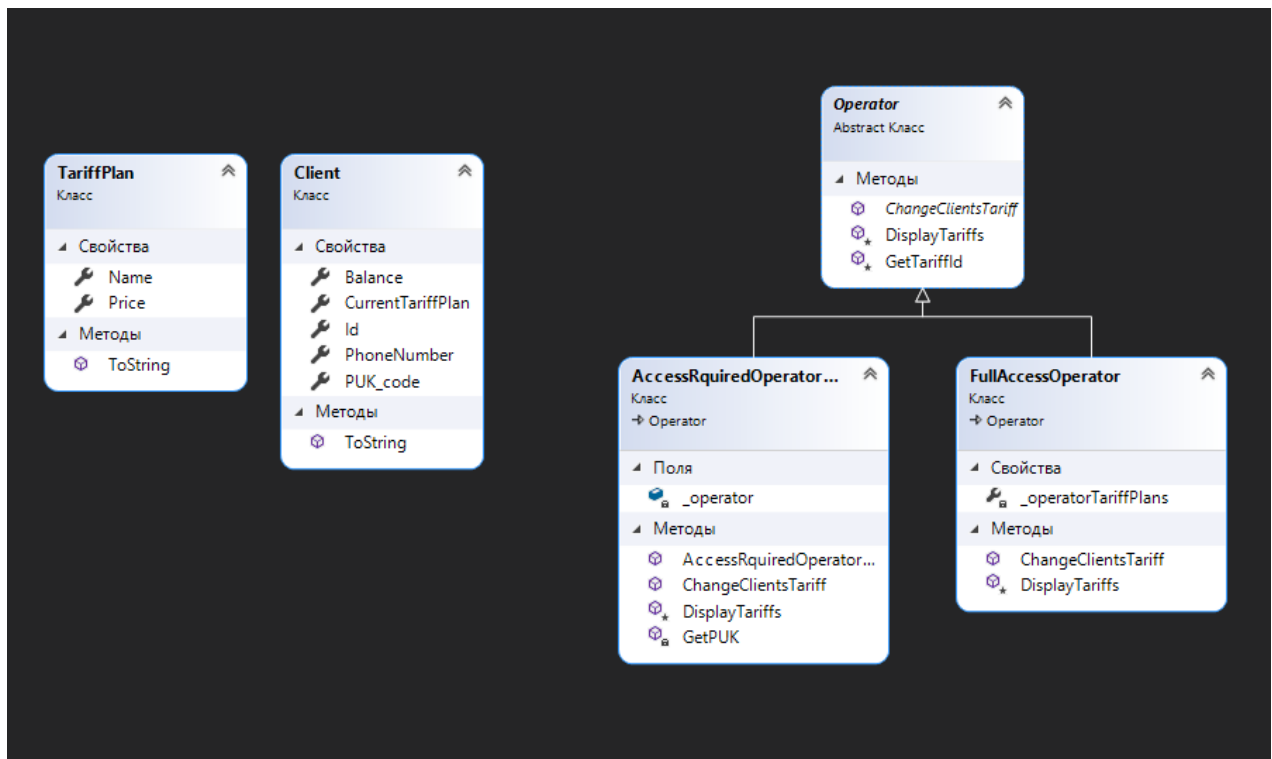 TariffPlan
Класс
Свойства
Name
Price
Методы
ToString
Client
Класс
Свойства
Balance
CurrentTariffPlan
Id
PhoneNumber
PUK_code
Методы
ToString
Operator
Abstract Класс
Методы
ChangeClientsTariff
DisplayTariffs
GetTariffId
AccessRquiredOperator...
Класс
Operator
Поля
_operator
Методы
AccessRquiredOperator...
ChangeClientsTariff
DisplayTariffs
GetPUK
FullAccessOperator
Класс
Operator
Свойства
_operatorTariffPlans
Методы
ChangeClientsTariff
DisplayTariffs